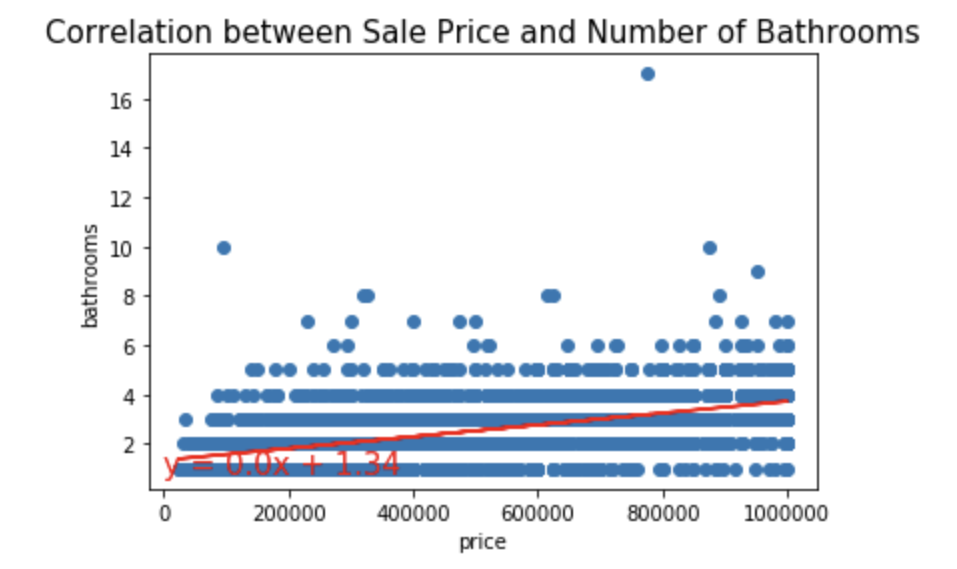 Correlation between Sale Price and Number of Bathrooms
16
14
12
10
8
6
4
2
bathrooms
y = 0.0x + 1.34
0 200000 400000 600000 800000 1000000
price